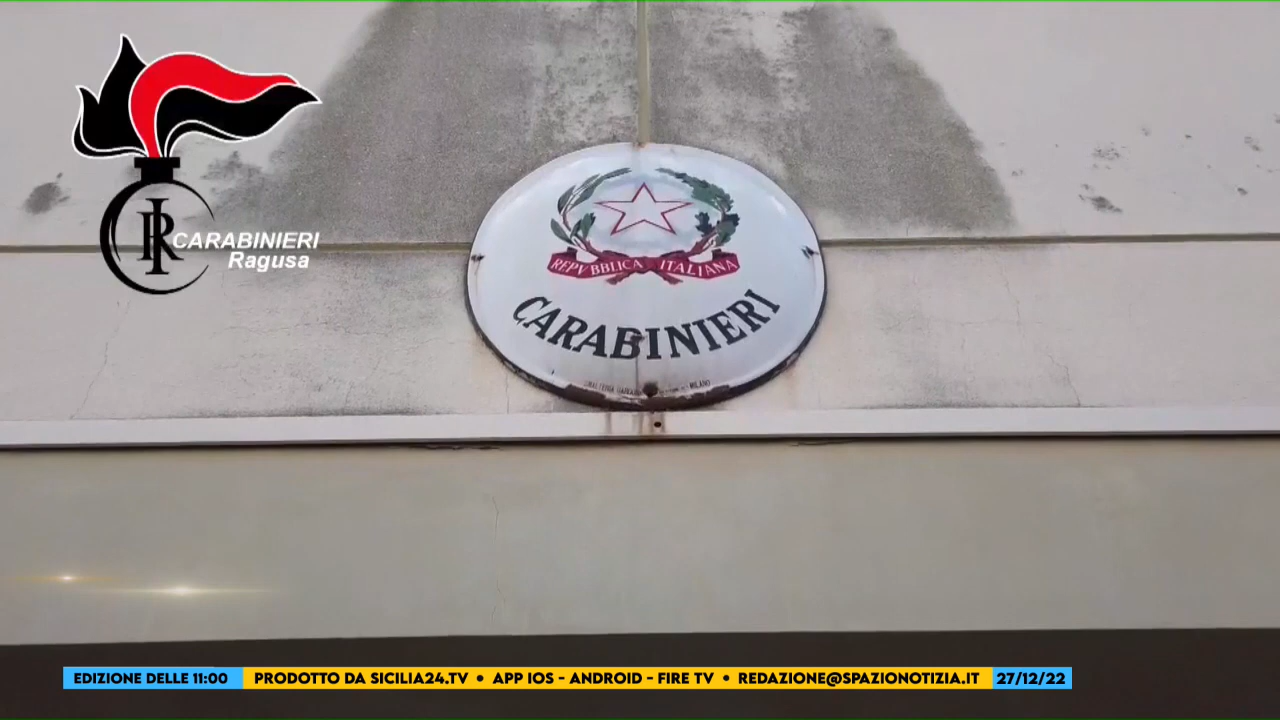 CARABINIERI
Ragusa
REPVBBLICA ITALIANA
CARABINIERI
MILANO
EDIZIONE DELLE 11:00 PRODOTTO DA SICILIA24.TV • APP IOS - ANDROID - FIRE TV • REDAZIONE@SPAZIONOTIZIA.IT 27/12/22